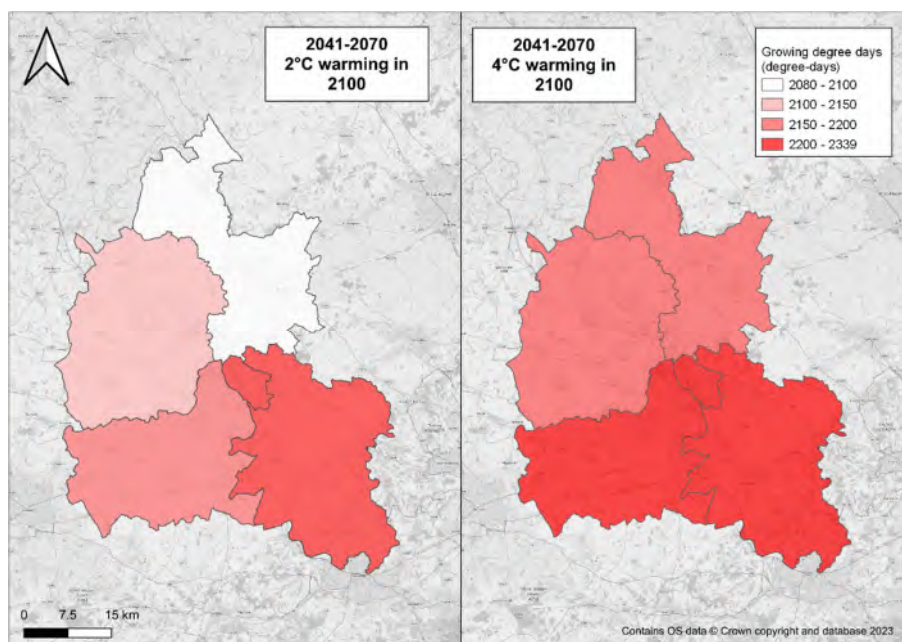 2041-2070
2°C warming in
2100
2041-2070
4°C warming in
2100
Growing degree days
(degree-days)
2080 - 2100
2100 - 2150
2150 - 2200
2200 - 2339
0 7.5 15 km
Contains OS data © Crown copyright and database 2023